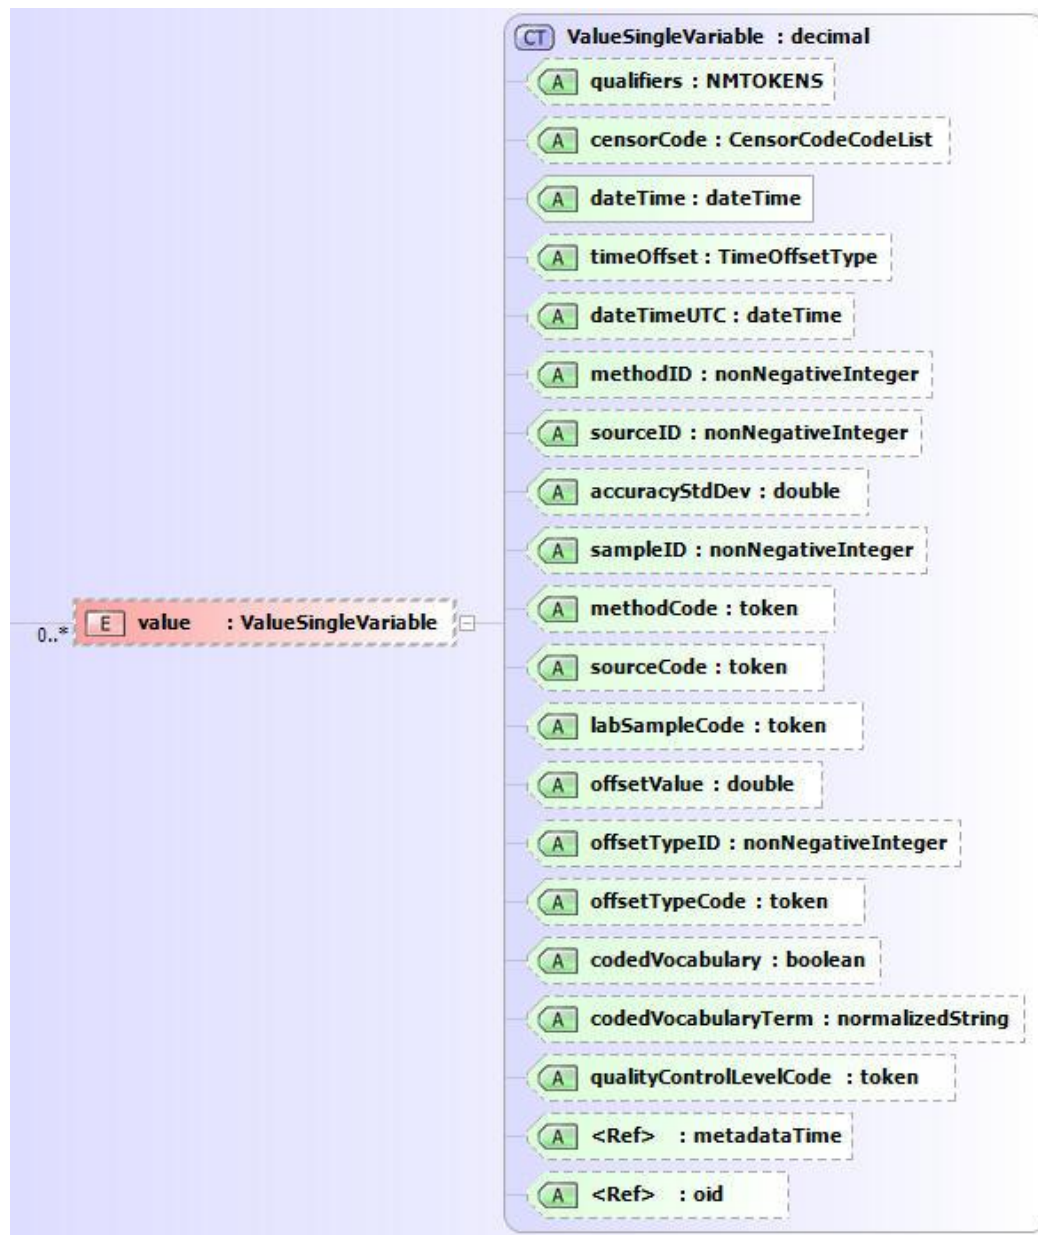 CT ValueSingleVariable : decimal
A qualifiers : NMTOKENS
A censorCode : CensorCodeCodeList
A dateTime : dateTime
A timeOffset : TimeOffsetType
A dateTimeUTC : dateTime
A methodID : nonNegativeInteger
A sourceID : nonNegativeInteger
A accuracyStdDev : double
A sampleID : nonNegativeInteger
A methodCode : token
0..* E value : ValueSingleVariable
A sourceCode : token
A labSampleCode : token
A offsetValue : double
A offsetTypeID : nonNegativeInteger
A offsetTypeCode : token
A codedVocabulary : boolean
A codedVocabularyTerm : normalizedString
A qualityControlLevelCode : token
A <Ref> : metadataTime
A <Ref> : oid